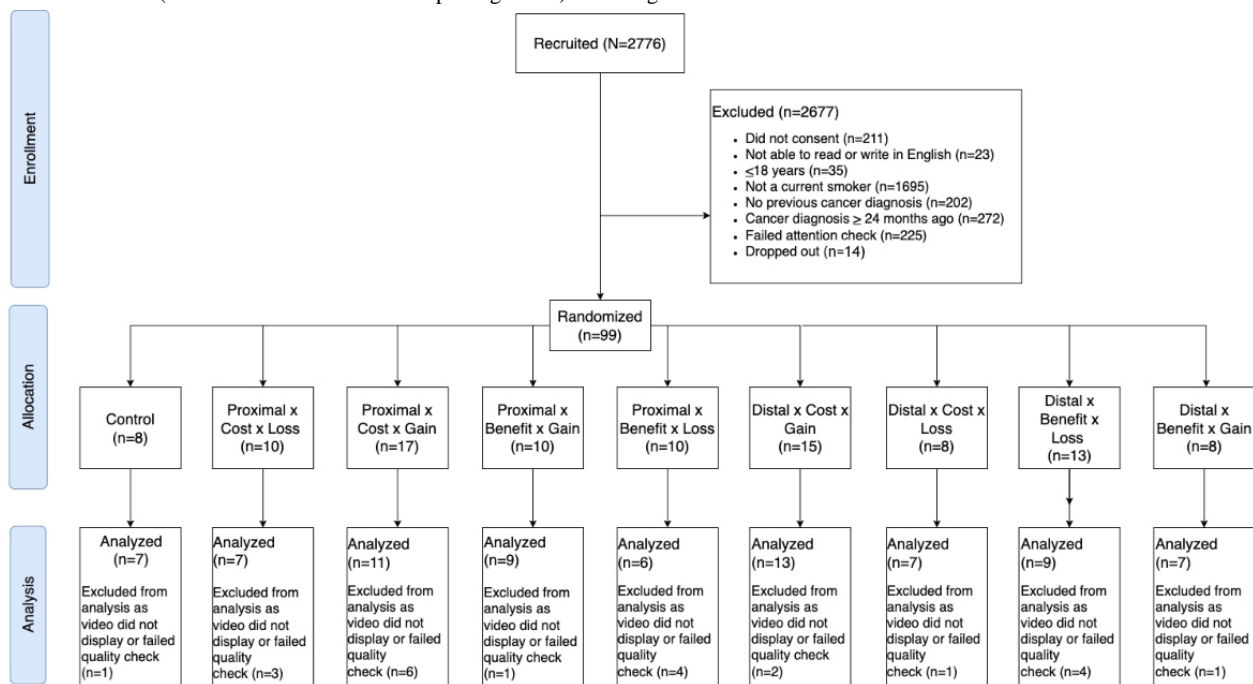 Recruited (N=2776)
Enrollment
Excluded (n=2677)
• Did not consent (n=211)
• Not able to read or write in English (n=23)
• ≤18 years (n=35)
• Not a current smoker (n=1695)
• No previous cancer diagnosis (n=202)
• Cancer diagnosis ≥ 24 months ago (n=272)
• Failed attention check (n=225)
• Dropped out (n=14)
Randomized
(n=99)
Allocation
Control
(n=8)
Proximal x
Cost x Loss
(n=10)
Proximal x
Cost x Gain
(n=17)
Proximal x
Benefit x Gain
(n=10)
Proximal x
Benefit x Loss
(n=10)
Distal x Cost x
Gain
(n=15)
Distal x Cost x
Loss
(n=8)
Distal x
Benefit x
Loss
(n=13)
Distal x
Benefit x Gain
(n=8)
Analysis
Analyzed
(n=7)
Excluded from
analysis as
video did not
display or failed
quality check
(n=1)
Analyzed
(n=7)
Excluded from
analysis as
video did not
display or failed
quality
check (n=3)
Analyzed
(n=11)
Excluded from
analysis as
video did not
display or failed
quality
check (n=6)
Analyzed
(n=9)
Excluded from
analysis as
video did not
display or failed
quality check
(n=1)
Analyzed
(n=6)
Excluded from
analysis as
video did not
display or failed
quality
check (n=4)
Analyzed
(n=13)
Excluded from
analysis as
video did not
display or failed
quality check
(n=2)
Analyzed
(n=7)
Excluded from
analysis as
video did not
display or failed
quality
check (n=1)
Analyzed
(n=9)
Excluded from
analysis as
video did not
display or failed
quality
check (n=4)
Analyzed
(n=7)
Excluded from
analysis as
video did not
display or failed
quality
check (n=1)